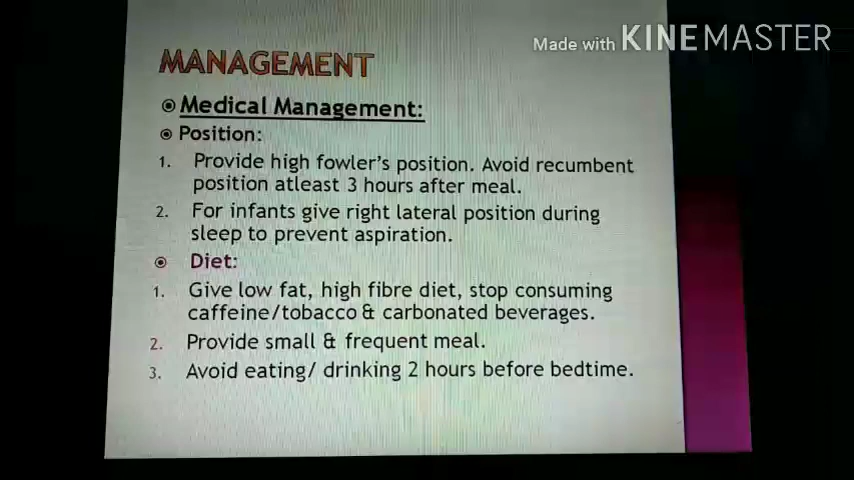 Made with KINEMASTER
MANAGEMENT
Medical Management:
Position:
1. Provide high fowler's position. Avoid recumbent
position atleast 3 hours after meal.
2. For infants give right lateral position during
sleep to prevent aspiration.
Diet:
1. Give low fat, high fibre diet, stop consuming
caffeine/tobacco & carbonated beverages.
2. Provide small & frequent meal.
3. Avoid eating/ drinking 2 hours before bedtime.